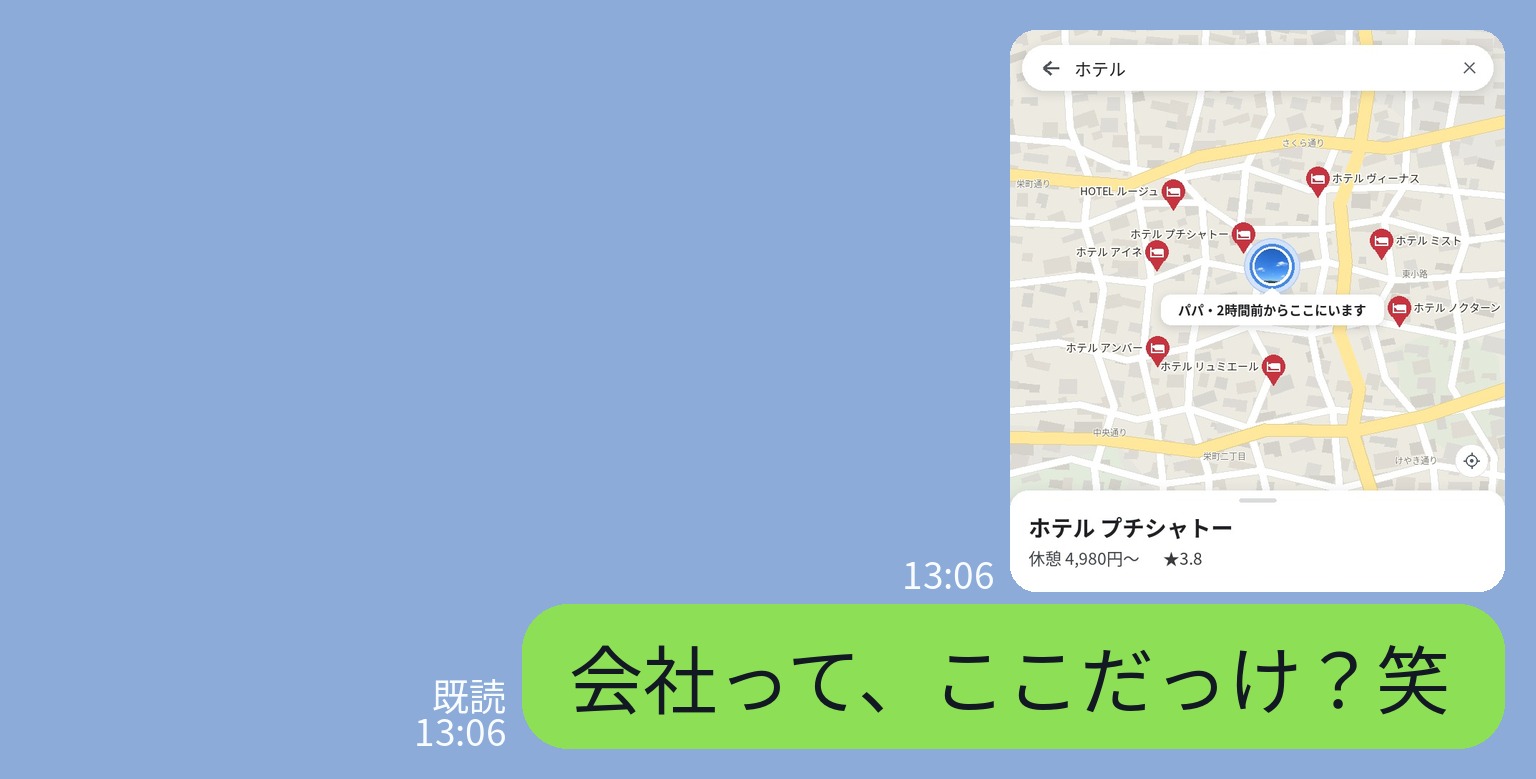 ホテル
さくら通り
栄町通り
ホテル ヴィーナス
HOTEL ルージュ
ホテル プチシャトー
ホテル ミスト
ホテル アイネ
東小路
パパ・2時間前からここにいます
ホテル ノクターン
ホテル アンバー
ホテル リュミエール
中央通り
栄町二丁目
けやき通り
ホテル プチシャトー
休憩 4,980円〜 ★3.8
13:06
会社って、ここだっけ？笑
既読
13:06